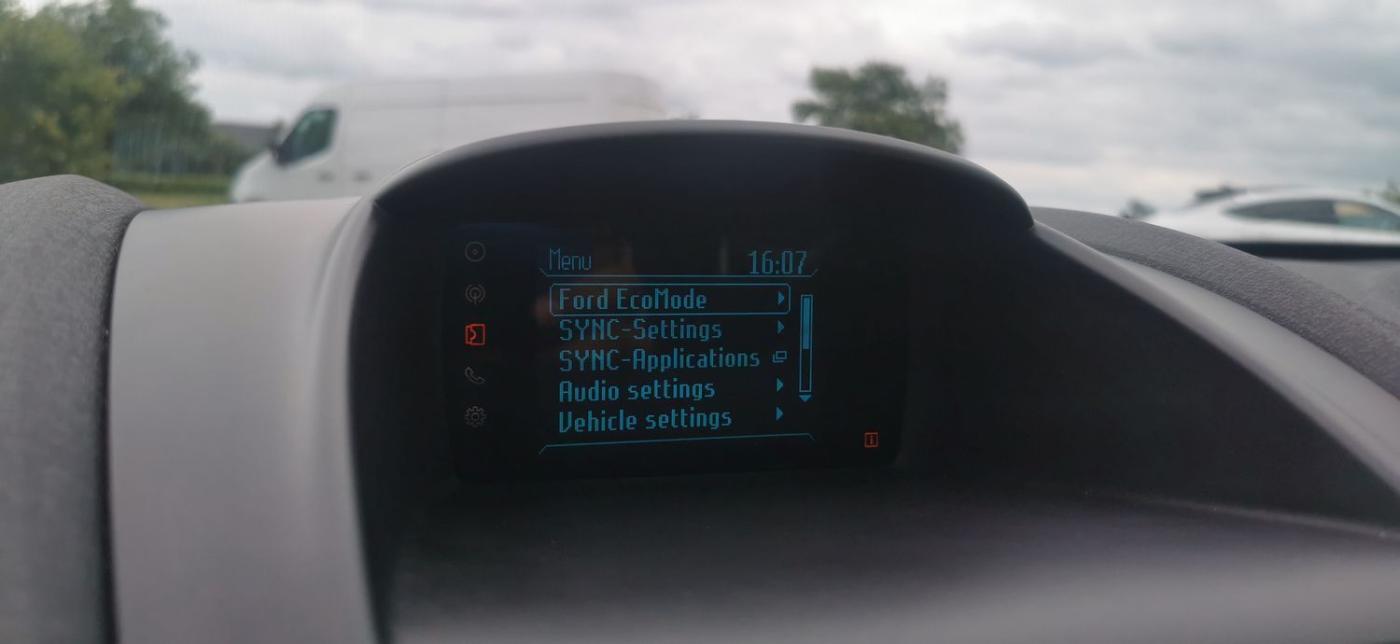 Menu 16:07
Ford EcoMode
SYNC-Settings
SYNC-Applications
Audio settings
Vehicle settings